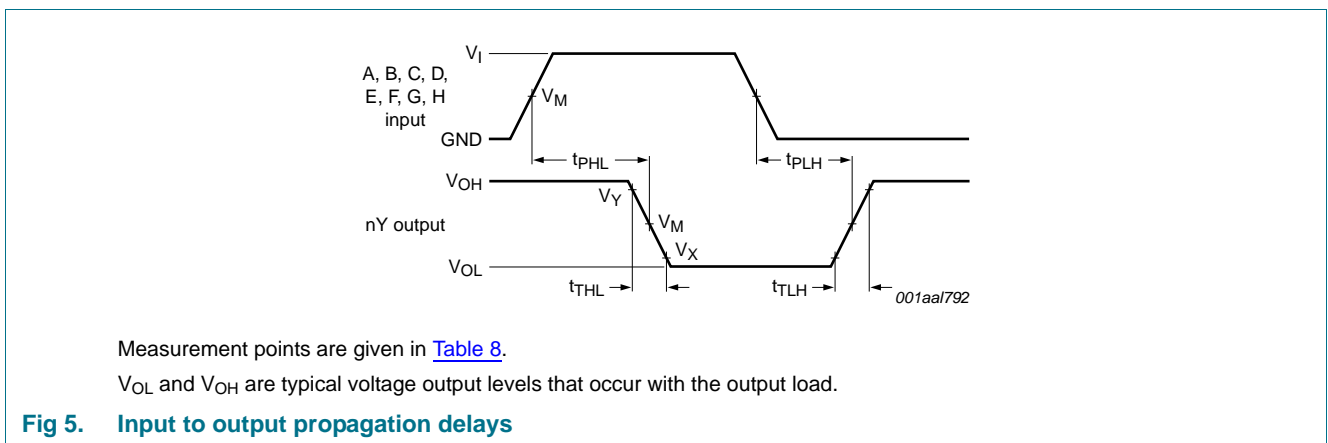 V_I
A, B, C, D,
E, F, G, H
input
V_M
GND
t_PHL
t_PLH
V_OH
V_Y
nY output
V_M
V_X
V_OL
t_THL
t_TLH
001aal792
Measurement points are given in Table 8.
V_OL and V_OH are typical voltage output levels that occur with the output load.
Fig 5. Input to output propagation delays